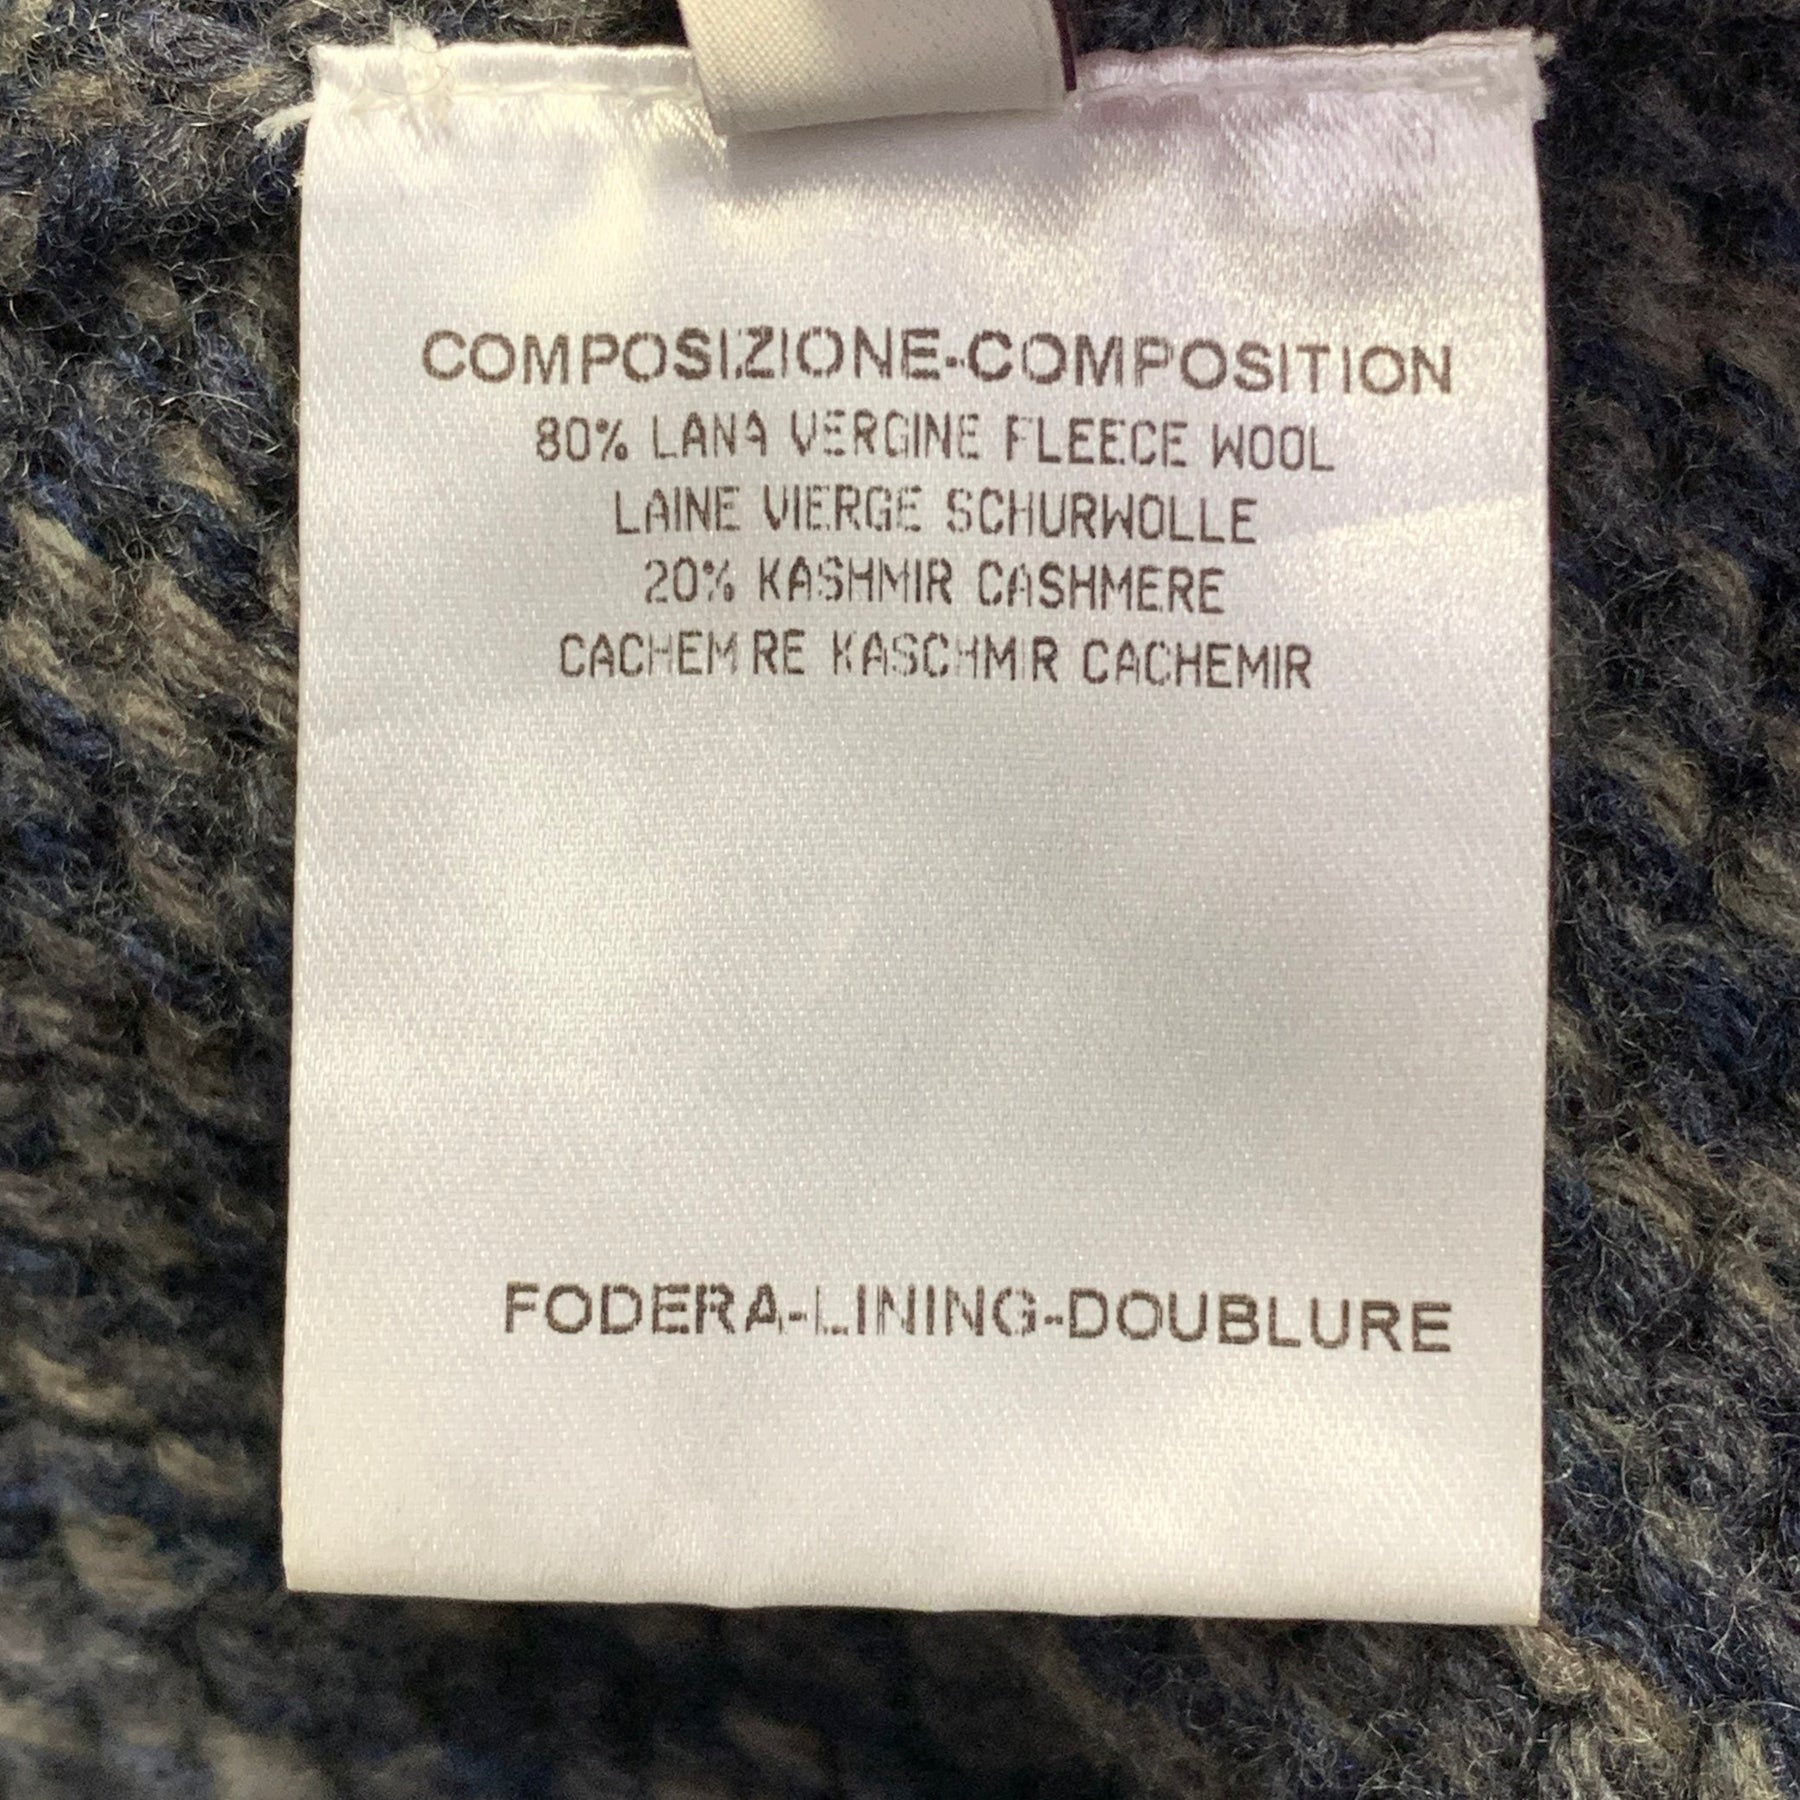 COMPOSIZIONE-COMPOSITION
80% LANA VERGINE FLEECE WOOL
LAINE VIERGE SCHURWOLLE
20% KASHMIR CASHMERE
CACHEMIRE KASCHMIR CACHEMIR
FODERA-LINING-DOUBLURE